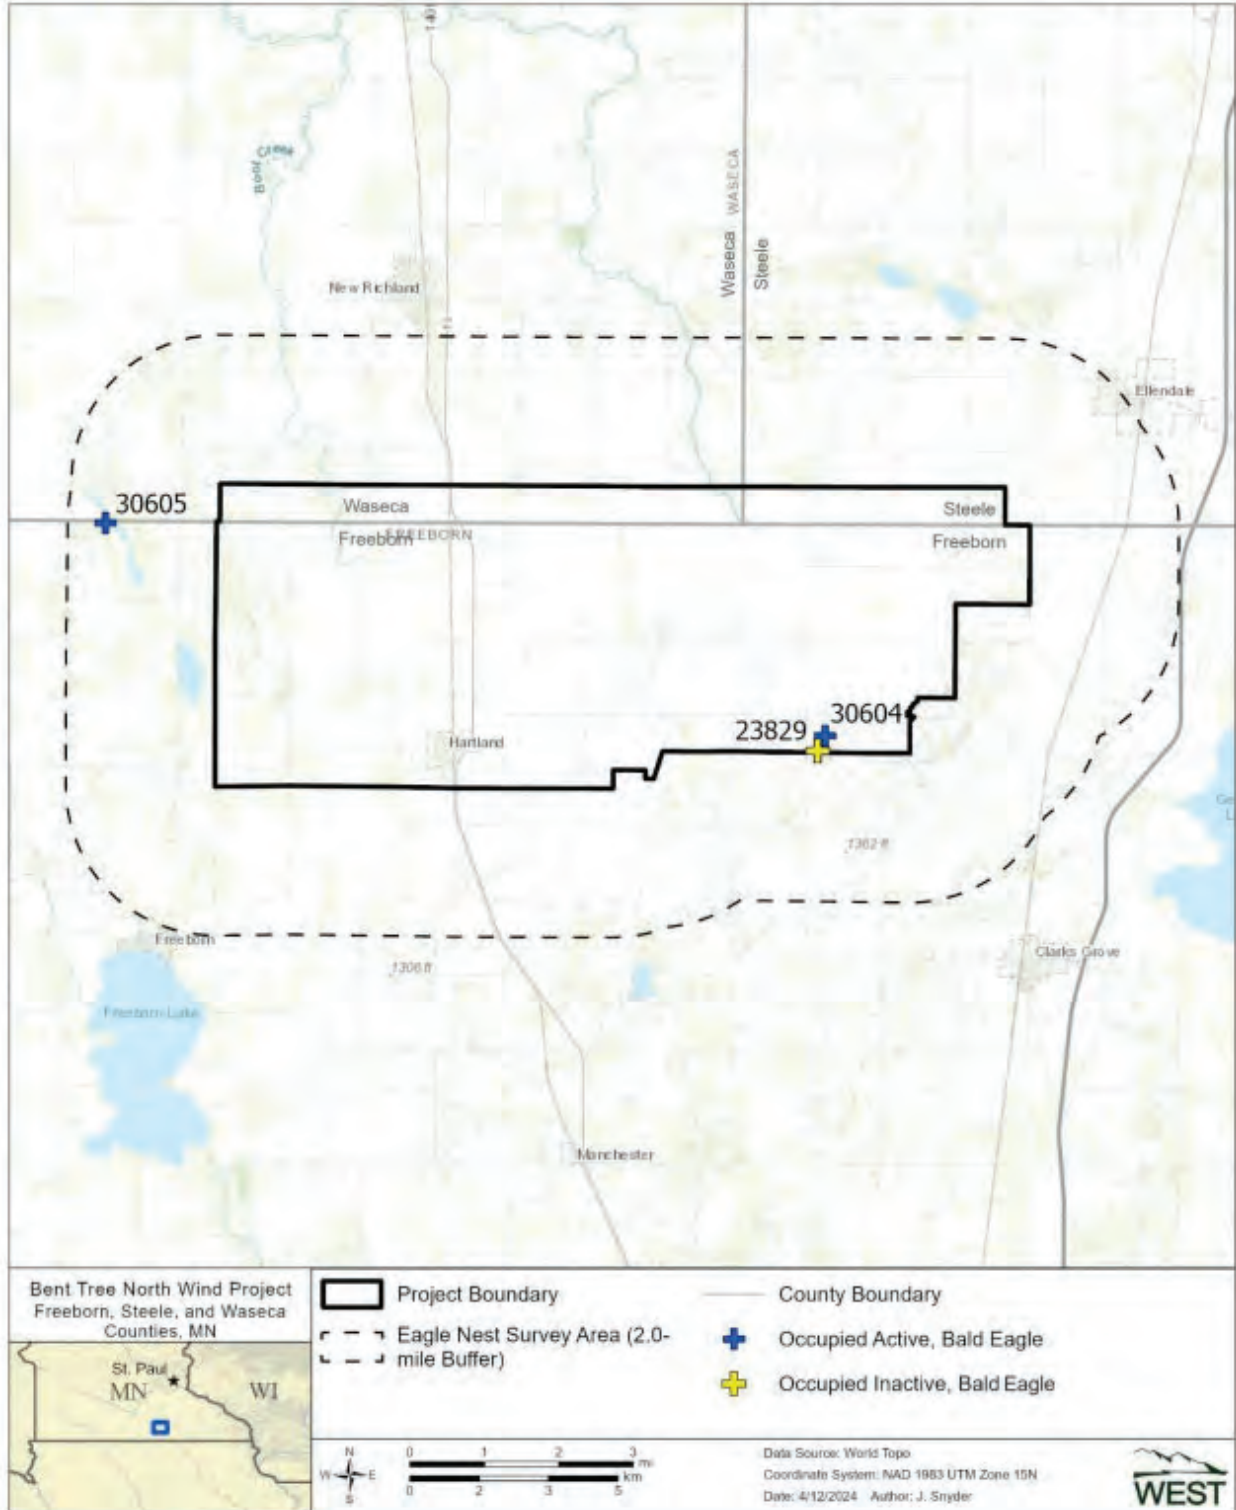 1401
Boot Creek
WASECA
Waseca
Steele
New Richland
Ellendale
30605
Waseca
Steele
Freeborn
FREEBORN
Freeborn
30604
23829
Hartland
1362 ft
Freeborn
1306 ft
Clarks Grove
Freeborn Lake
Manchester
Bent Tree North Wind Project
Freeborn, Steele, and Waseca
Counties, MN
St. Paul
MN
WI
Project Boundary
Eagle Nest Survey Area (2.0-
mile Buffer)
County Boundary
Occupied Active, Bald Eagle
Occupied Inactive, Bald Eagle
N
W E
S
0 1 2 3
mi
km
0 2 3 5
Data Source: World Topo
Coordinate System: NAD 1983 UTM Zone 15N
Date: 4/12/2024 Author: J. Snyder
WEST